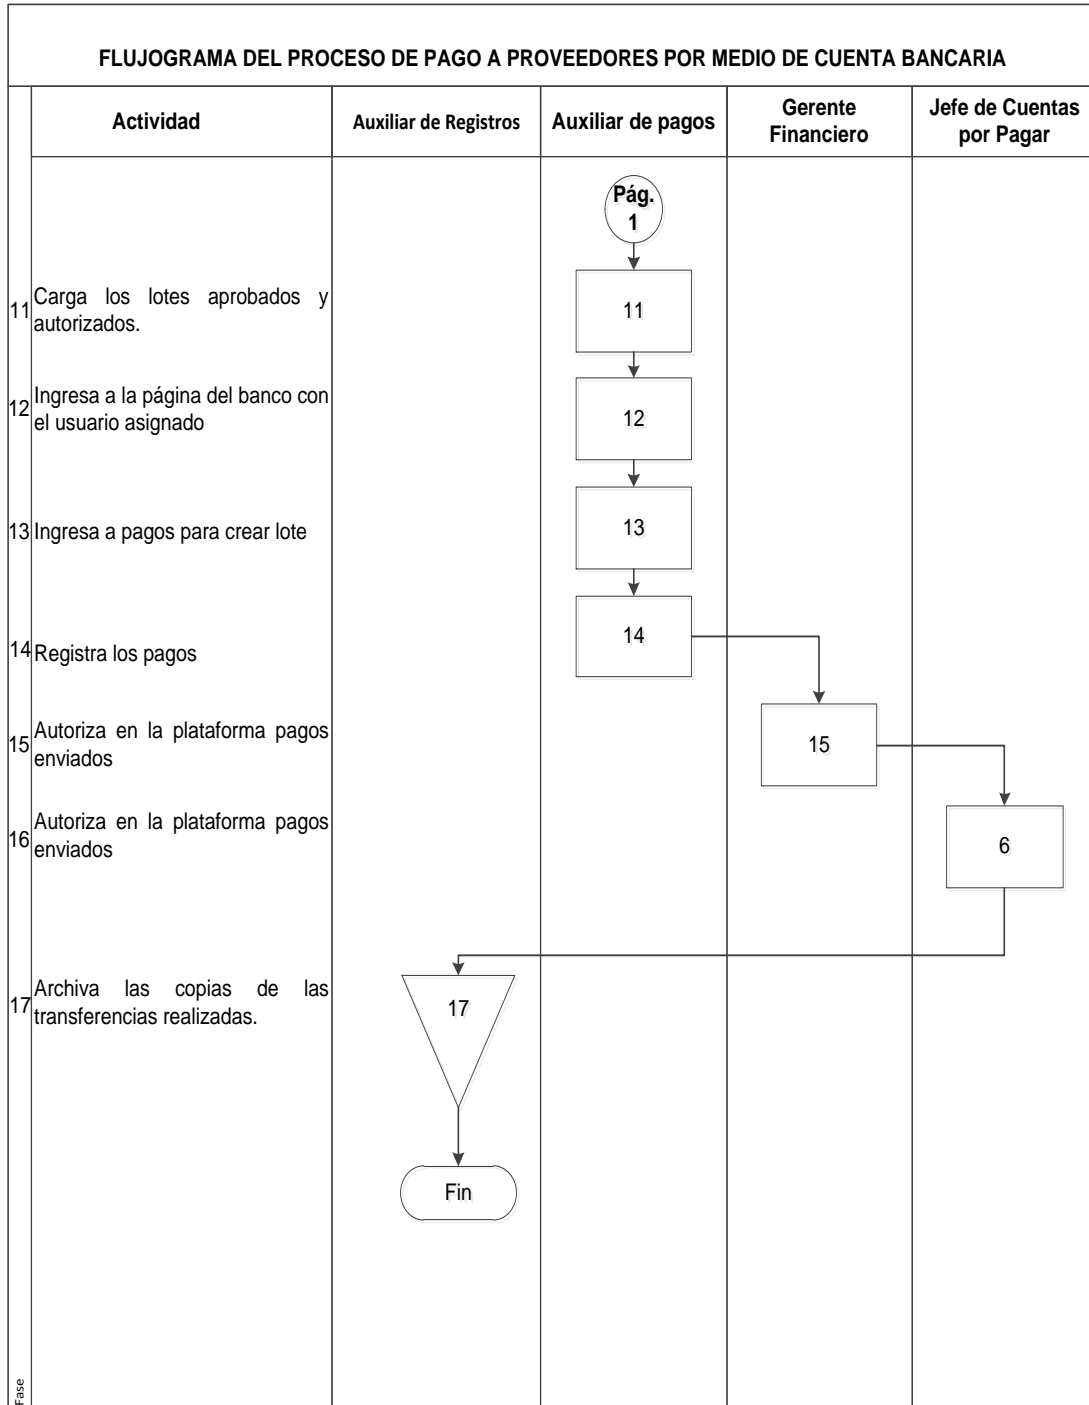 FLUJOGRAMA DEL PROCESO DE PAGO A PROVEEDORES POR MEDIO DE CUENTA BANCARIA
Actividad
Auxiliar de Registros
Auxiliar de pagos
Gerente
Financiero
Jefe de Cuentas
por Pagar
Pág.
1
11
Carga los lotes aprobados y
autorizados.
11
12
Ingresa a la página del banco con
el usuario asignado
12
13
Ingresa a pagos para crear lote
13
14
Registra los pagos
14
15
Autoriza en la plataforma pagos
enviados
15
16
Autoriza en la plataforma pagos
enviados
6
17
Archiva las copias de las
transferencias realizadas.
17
Fin
Fase